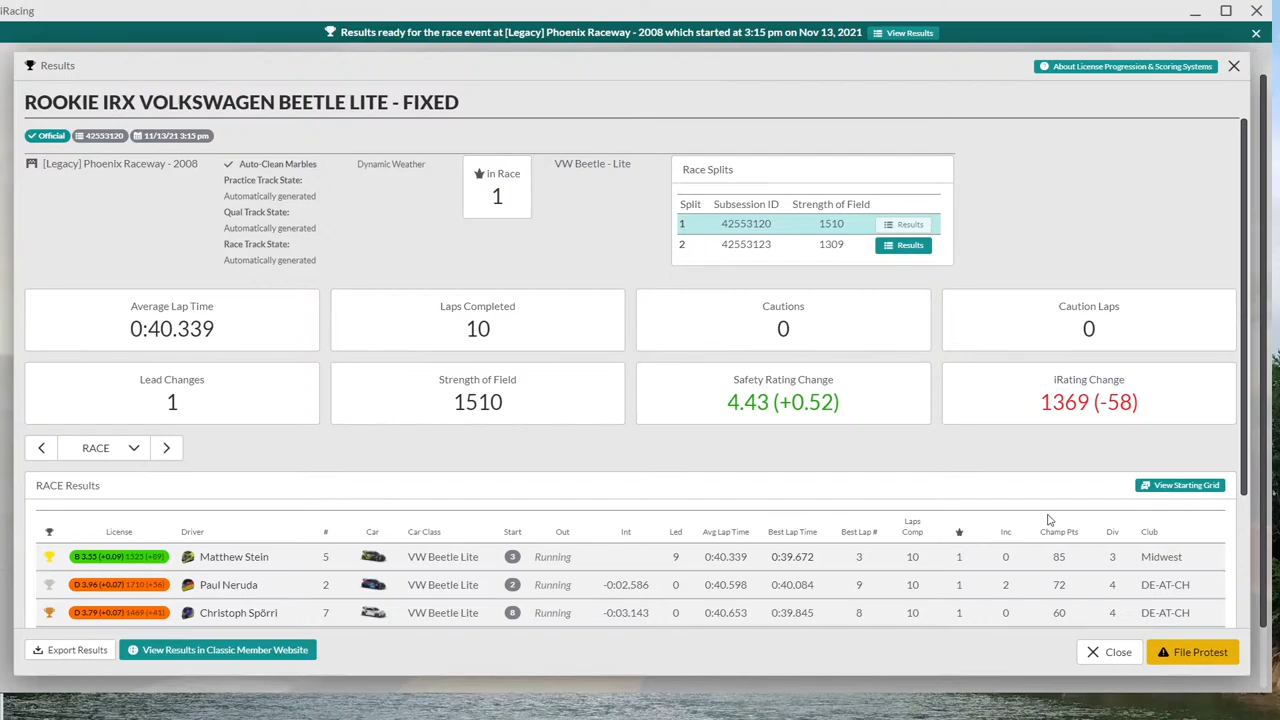 iRacing
Results ready for the race event at [Legacy] Phoenix Raceway - 2008 which started at 3:15 pm on Nov 13, 2021 View Results
Results About License Progression & Scoring Systems
ROOKIE IRX VOLKSWAGEN BEETLE LITE - FIXED
Official 42553120 11/13/21 3:15 pm
[Legacy] Phoenix Raceway - 2008
Auto-Clean Marbles
Practice Track State:
Automatically generated
Qual Track State:
Automatically generated
Race Track State:
Automatically generated
Dynamic Weather
in Race
1
VW Beetle - Lite
Race Splits
Split Subsession ID Strength of Field
1 42553120 1510 Results
2 42553123 1309 Results
Average Lap Time
0:40.339
Laps Completed
10
Cautions
0
Caution Laps
0
Lead Changes
1
Strength of Field
1510
Safety Rating Change
4.43 (+0.52)
iRating Change
1369 (-58)
RACE
RACE Results View Starting Grid
License Driver # Car Car Class Start Out Int Led Avg Lap Time Best Lap Time Best Lap # Laps Comp Inc Champ Pts Div Club
B 3.55 (+0.09) 1525 (+89) Matthew Stein 5 VW Beetle Lite 3 Running 9 0:40.339 10 1 0 85 3 Midwest
D 3.96 (+0.07) 1710 (+56) Paul Neruda 2 VW Beetle Lite 2 Running -0:02.586 0 0:40.598 0:39.845 10 1 2 72 4 DE-AT-CH
D 3.79 (+0.07) 1469 (+41) Christoph Spörri 7 VW Beetle Lite 8 Running -0:03.143 0 0:40.653 10 1 0 60 4 DE-AT-CH
Export Results View Results in Classic Member Website Close File Protest